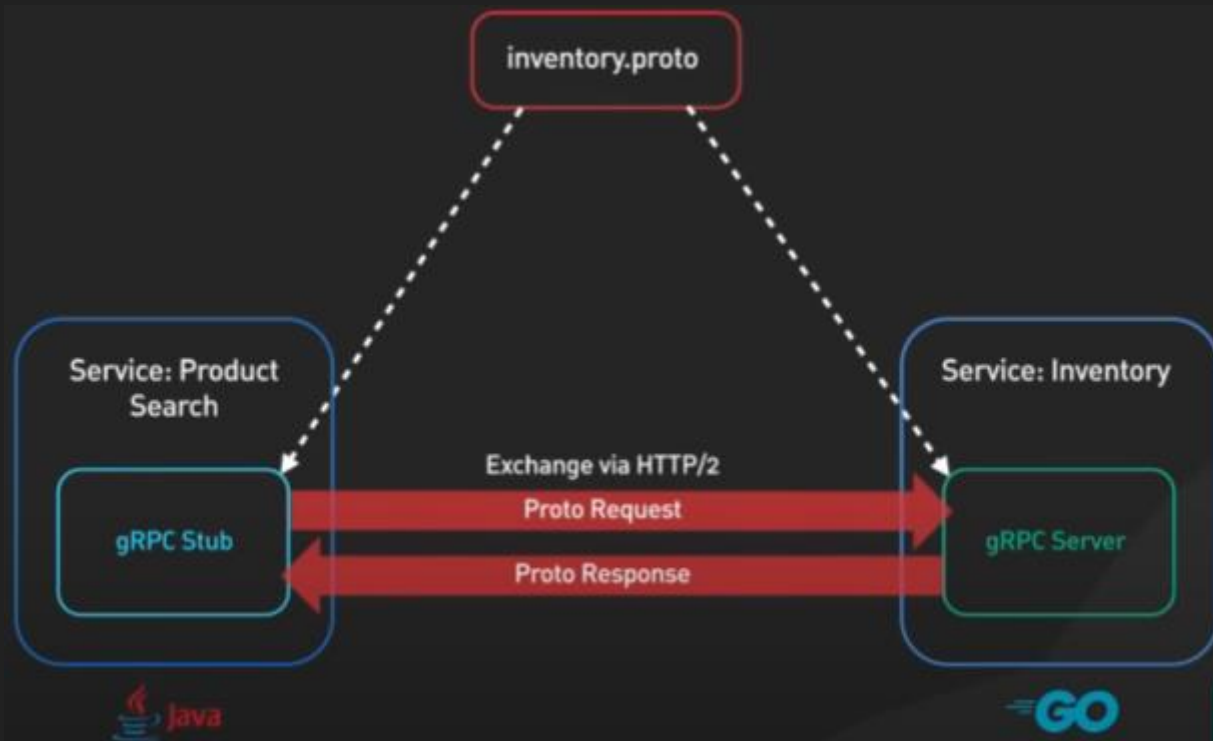 inventory.proto
Service: Product
Search
Service: Inventory
Exchange via HTTP/2
Proto Request
gRPC Stub
gRPC Server
Proto Response
Java
GO